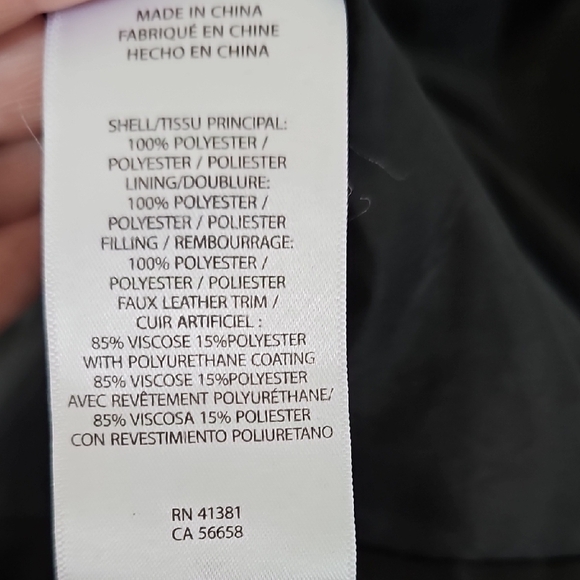 MADE IN CHINA
FABRIQUÉ EN CHINE
HECHO EN CHINA
SHELL/TISSU PRINCIPAL:
100% POLYESTER /
POLYESTER / POLIESTER
LINING/DOUBLURE:
100% POLYESTER /
POLYESTER / POLIESTER
FILLING / REMBOURRAGE:
100% POLYESTER /
POLYESTER / POLIESTER
FAUX LEATHER TRIM /
CUIR ARTIFICIEL :
85% VISCOSE 15%POLYESTER
WITH POLYURETHANE COATING
85% VISCOSE 15%POLYESTER
AVEC REVÊTEMENT POLYURÉTHANE/
85% VISCOSA 15% POLIESTER
CON REVESTIMIENTO POLIURETANO
RN 41381
CA 56658